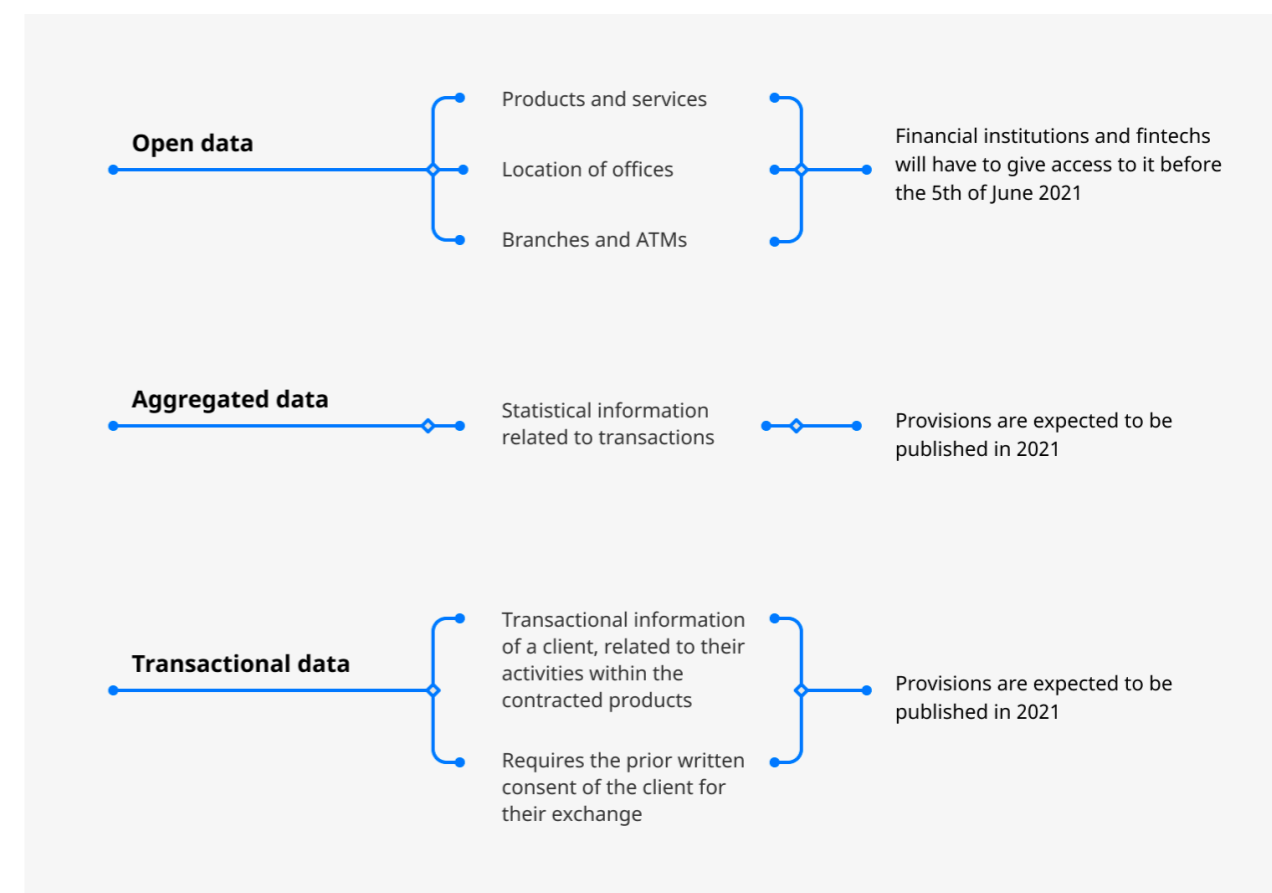 Open data
Products and services
Location of offices
Branches and ATMs
Financial institutions and fintechs
will have to give access to it before
the 5th of June 2021
Aggregated data
Statistical information
related to transactions
Provisions are expected to be
published in 2021
Transactional data
Transactional information
of a client, related to their
activities within the
contracted products
Requires the prior written
consent of the client for
their exchange
Provisions are expected to be
published in 2021